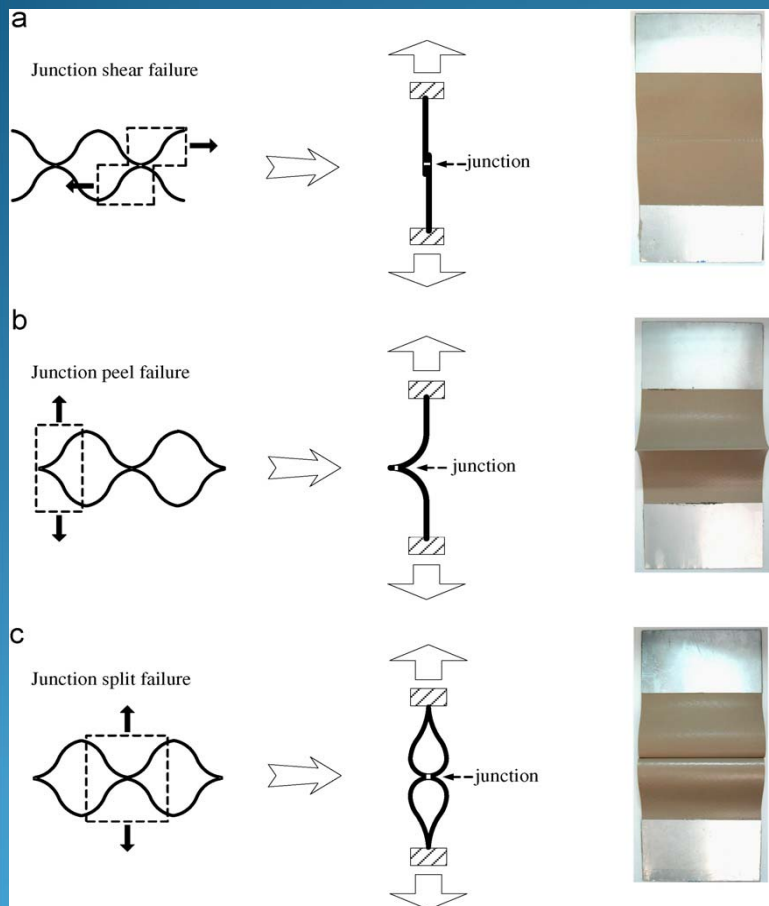 a
Junction shear failure
junction
b
Junction peel failure
junction
c
Junction split failure
junction